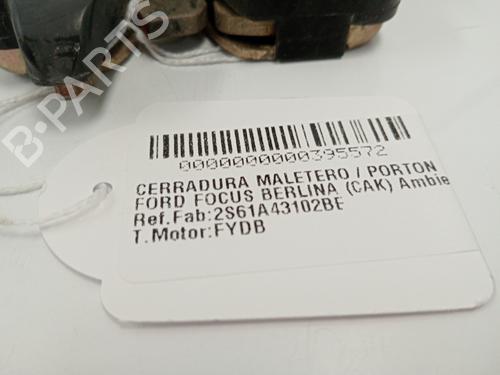 B-PARTS
0000000000395572
CERRADURA MALETERO / PORTON
FORD FOCUS BERLINA (CAK) Ambie
Ref.Fab:2S61A43102BE
T.Motor:FYDB